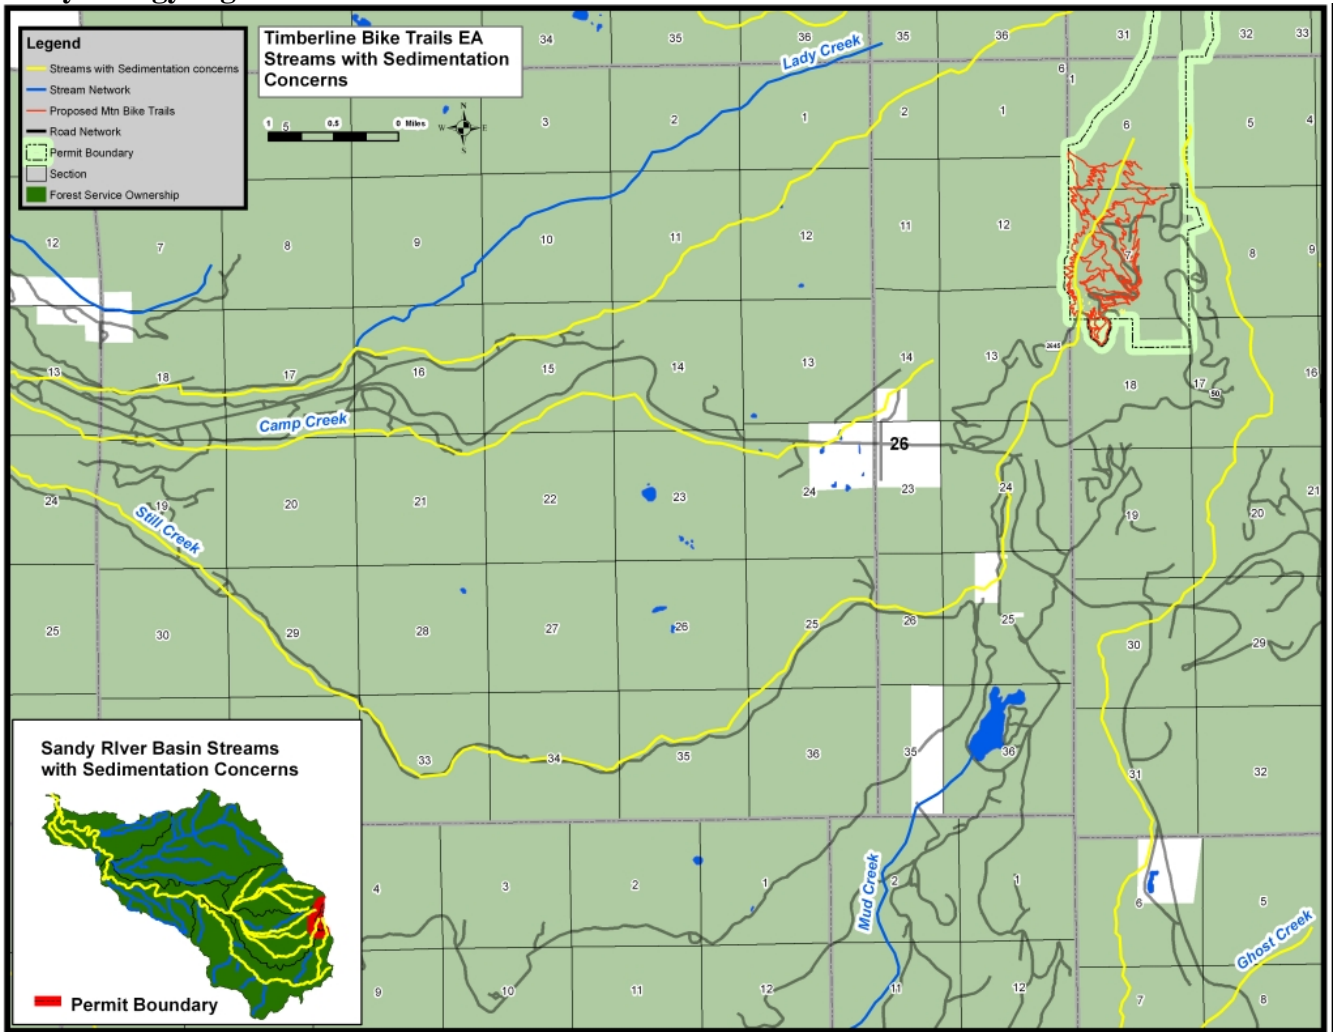 Legend
Streams with Sedimentation concerns
Stream Network
Proposed Mtn Bike Trails
Road Network
Permit Boundary
Section
Forest Service Ownership
Timberline Bike Trails EA
Streams with Sedimentation
Concerns
1 5 0.5 0 Miles
N
W E
S
34 35 36 35 36 31 32 33
Lady Creek
6
1
3 2 1 2 1 6 5 4
12 7 8 9 10 11 12 11 12 7 8 9
2645
13 18 17 16 15 14 13 14 13 18 17 16
50
Camp Creek
26
24 19 20 21 22 23 24 23 24 19 20 21
Still Creek
25 30 29 28 27 26 25 26 25 30 29
33 34 35 36 35 36 31 32
Sandy RIver Basin Streams
with Sedimentation Concerns
Permit Boundary
4 3 2 1 2 1 6 5
Mud Creek
Ghost Creek
9 10 11 12 11 12 7 8